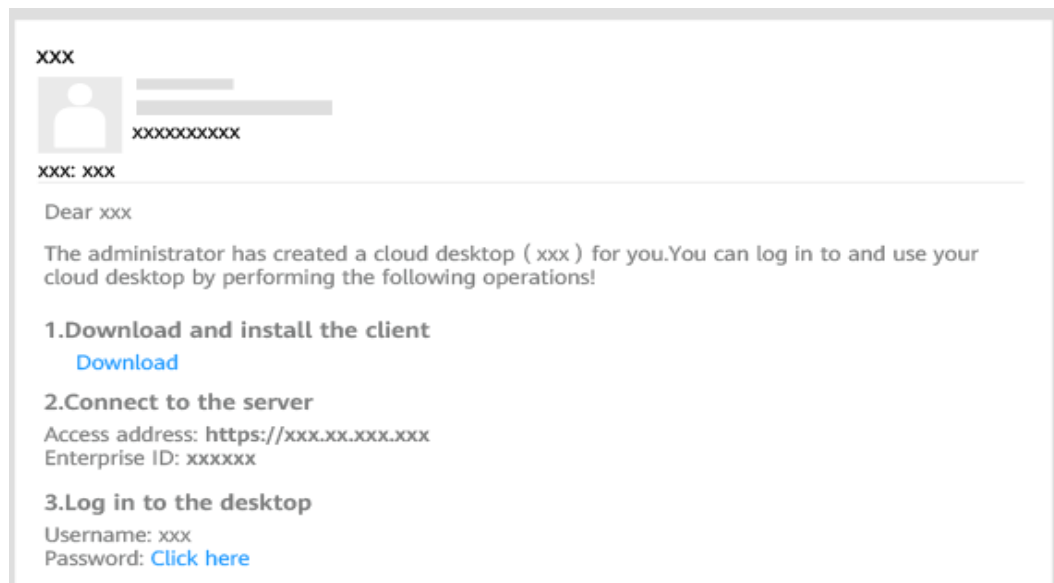 xxx
xxxxxxxxxx
xxx: xxx
Dear xxx
The administrator has created a cloud desktop ( xxx ) for you.You can log in to and use your
cloud desktop by performing the following operations!
1.Download and install the client
Download
2.Connect to the server
Access address: https://xxx.xx.xxx.xxx
Enterprise ID: xxxxxx
3.Log in to the desktop
Username: xxx
Password: Click here